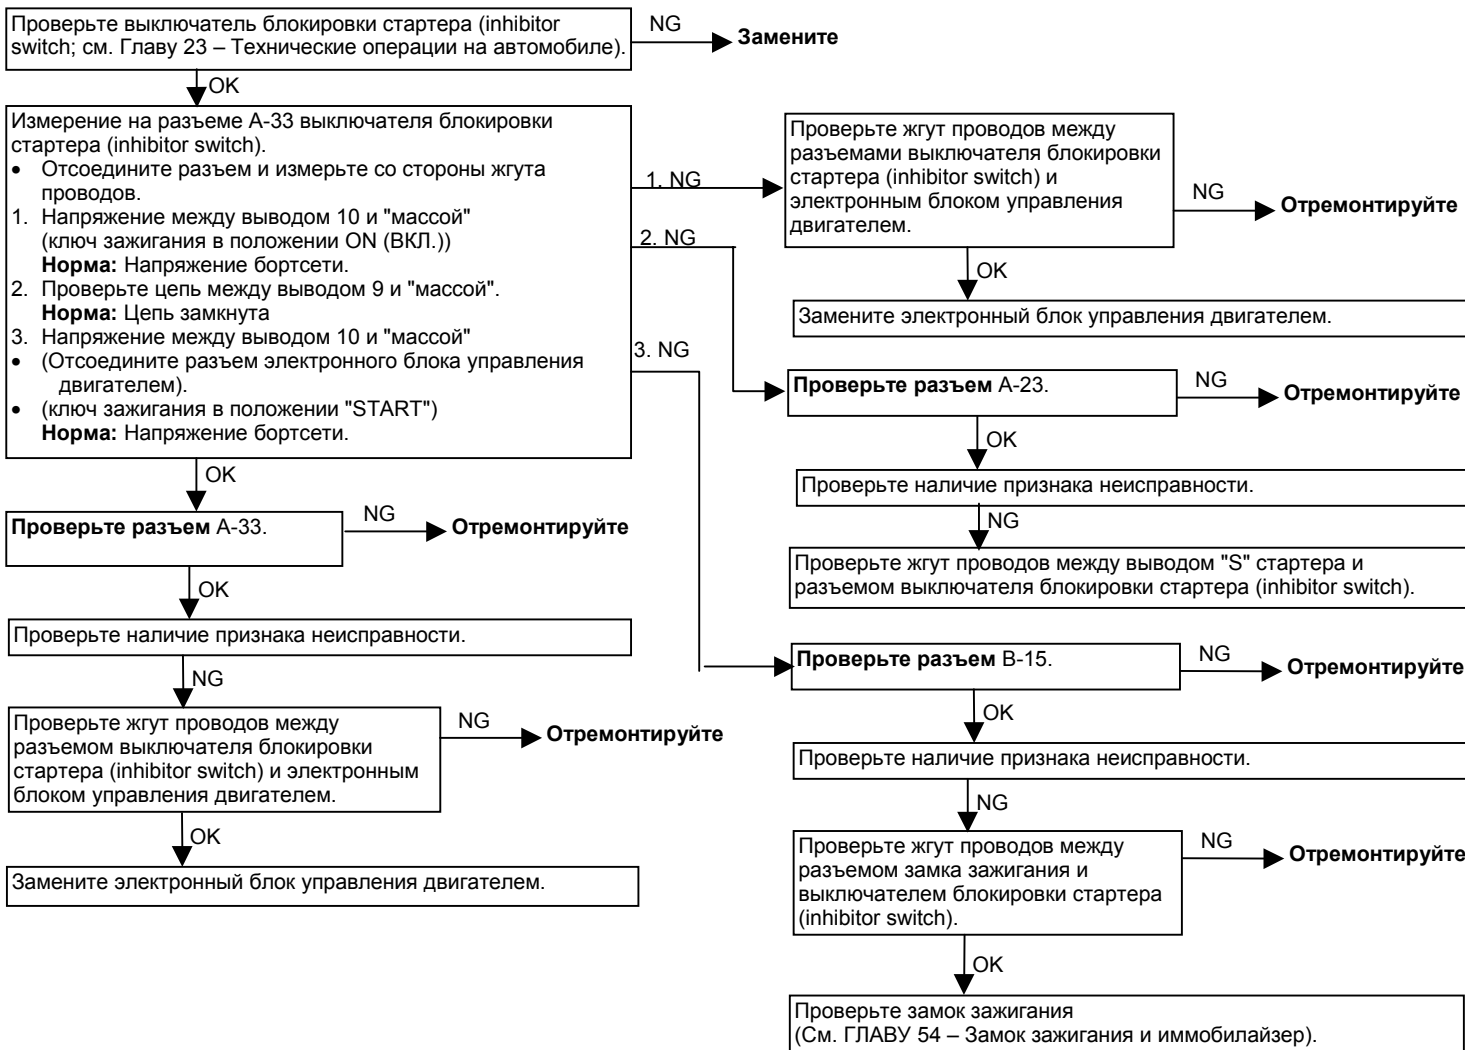 Проверьте выключатель блокировки стартера (inhibitor
switch; см. Главу 23 – Технические операции на автомобиле).
NG
Замените
OK
Измерение на разъеме A-33 выключателя блокировки
стартера (inhibitor switch).
• Отсоедините разъем и измерьте со стороны жгута
проводов.
1. Напряжение между выводом 10 и "массой"
(ключ зажигания в положении ON (ВКЛ.))
Норма: Напряжение бортсети.
2. Проверьте цепь между выводом 9 и "массой".
Норма: Цепь замкнута
3. Напряжение между выводом 10 и "массой"
• (Отсоедините разъем электронного блока управления
двигателем).
• (ключ зажигания в положении "START")
Норма: Напряжение бортсети.
1. NG
2. NG
3. NG
OK
Проверьте разъем A-33.
NG
Отремонтируйте
OK
Проверьте наличие признака неисправности.
NG
Проверьте жгут проводов между
разъемом выключателя блокировки
стартера (inhibitor switch) и электронным
блоком управления двигателем.
NG
Отремонтируйте
OK
Замените электронный блок управления двигателем.
Проверьте жгут проводов между
разъемами выключателя блокировки
стартера (inhibitor switch) и
электронным блоком управления
двигателем.
NG
Отремонтируйте
OK
Замените электронный блок управления двигателем.
Проверьте разъем A-23.
NG
Отремонтируйте
OK
Проверьте наличие признака неисправности.
NG
Проверьте жгут проводов между выводом "S" стартера и
разъемом выключателя блокировки стартера (inhibitor switch).
Проверьте разъем B-15.
NG
Отремонтируйте
OK
Проверьте наличие признака неисправности.
NG
Проверьте жгут проводов между
разъемом замка зажигания и
выключателем блокировки стартера
(inhibitor switch).
NG
Отремонтируйте
OK
Проверьте замок зажигания
(См. ГЛАВУ 54 – Замок зажигания и иммобилайзер).